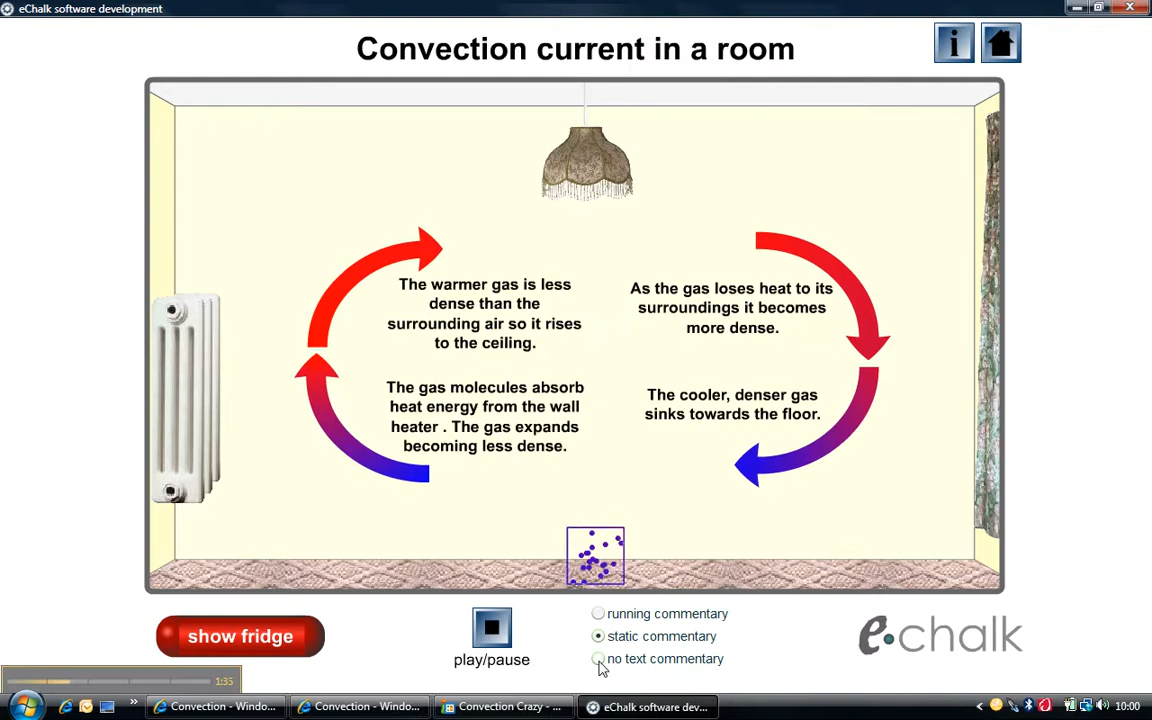 eChalk software development
Convection current in a room
i
The warmer gas is less
dense than the
surrounding air so it rises
to the ceiling.
As the gas loses heat to its
surroundings it becomes
more dense.
The gas molecules absorb
heat energy from the wall
heater . The gas expands
becoming less dense.
The cooler, denser gas
sinks towards the floor.
show fridge
play/pause
running commentary
static commentary
no text commentary
e-chalk
1:35
Convection - Windo...
Convection - Windo...
Convection Crazy - ...
eChalk software dev...
10:00